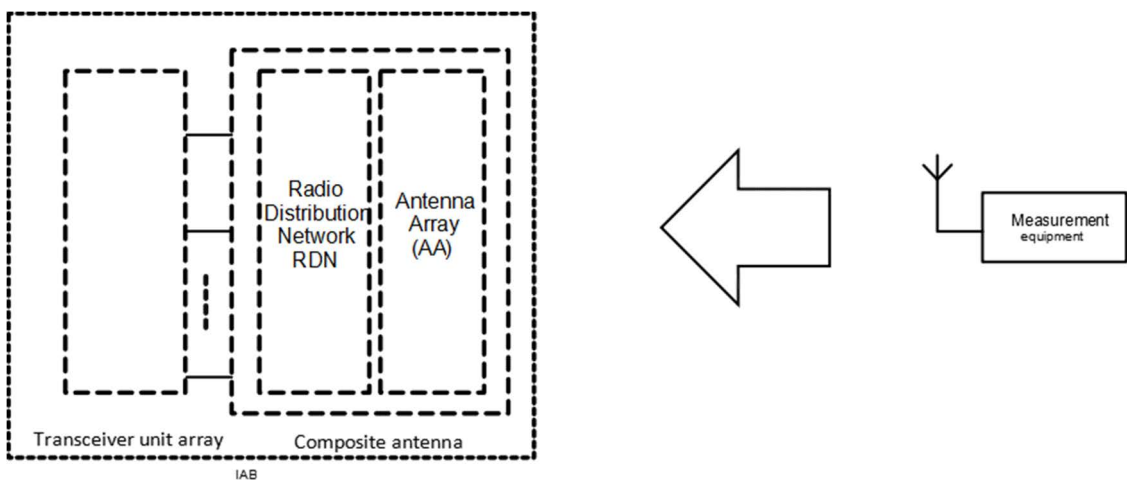 Radio
Distribution
Network
RDN
Antenna
Array
(AA)
Measurement
equipment
Transceiver unit array
Composite antenna
IAB